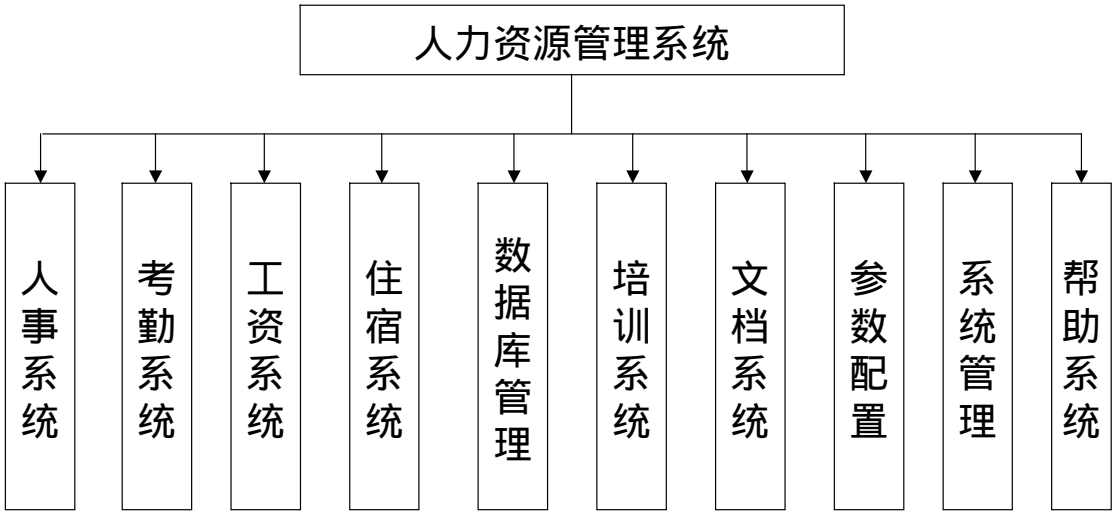 人力资源管理系统
人事系统
考勤系统
工资系统
住宿系统
数据库管理
培训系统
文档系统
参数配置
系统管理
帮助系统